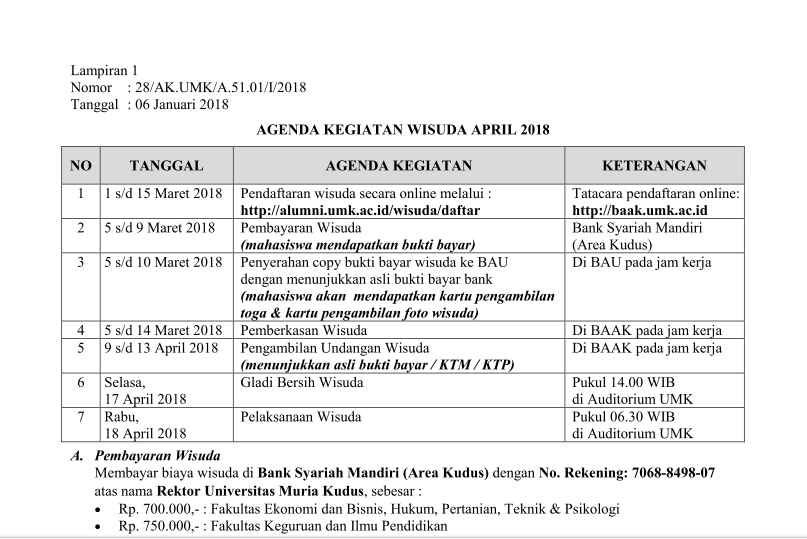 Lampiran 1
Nomor : 28/AK.UMK/A.51.01/I/2018
Tanggal : 06 Januari 2018
AGENDA KEGIATAN WISUDA APRIL 2018
NO TANGGAL AGENDA KEGIATAN KETERANGAN
1 1 s/d 15 Maret 2018 Pendaftaran wisuda secara online melalui : Tatacara pendaftaran online:
http://alumni.umk.ac.id/wisuda/daftar http://baak.umk.ac.id
2 5 s/d 9 Maret 2018 Pembayaran Wisuda Bank Syariah Mandiri
(mahasiswa mendapatkan bukti bayar) (Area Kudus)
3 5 s/d 10 Maret 2018 Penyerahan copy bukti bayar wisuda ke BAU Di BAU pada jam kerja
dengan menunjukkan asli bukti bayar bank
(mahasiswa akan mendapatkan kartu pengambilan
toga & kartu pengambilan foto wisuda)
4 5 s/d 14 Maret 2018 Pemberkasan Wisuda Di BAAK pada jam kerja
5 9 s/d 13 April 2018 Pengambilan Undangan Wisuda Di BAAK pada jam kerja
(menunjukkan asli bukti bayar / KTM / KTP)
6 Selasa, Gladi Bersih Wisuda Pukul 14.00 WIB
17 April 2018 di Auditorium UMK
7 Rabu, Pelaksanaan Wisuda Pukul 06.30 WIB
18 April 2018 di Auditorium UMK
A. Pembayaran Wisuda
Membayar biaya wisuda di Bank Syariah Mandiri (Area Kudus) dengan No. Rekening: 7068-8498-07
atas nama Rektor Universitas Muria Kudus, sebesar :
• Rp. 700.000,- : Fakultas Ekonomi dan Bisnis, Hukum, Pertanian, Teknik & Psikologi
• Rp. 750.000,- : Fakultas Keguruan dan Ilmu Pendidikan